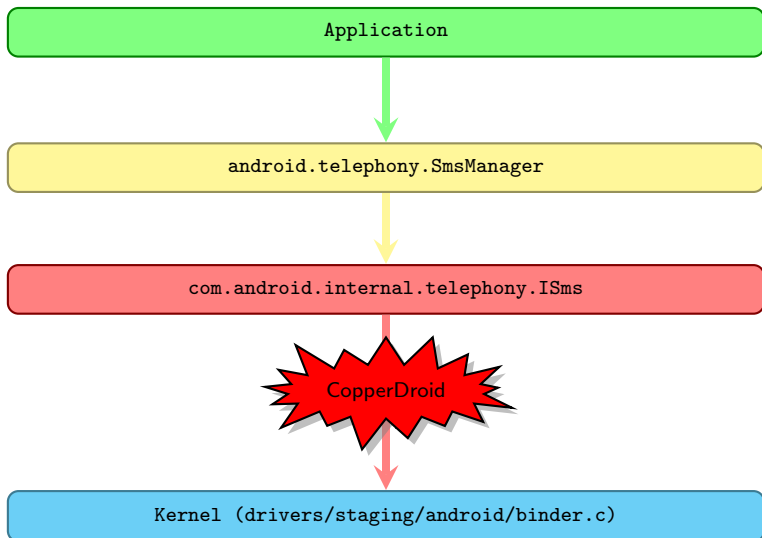 Application
android.telephony.SmsManager
com.android.internal.telephony.ISms
CopperDroid
Kernel (drivers/staging/android/binder.c)